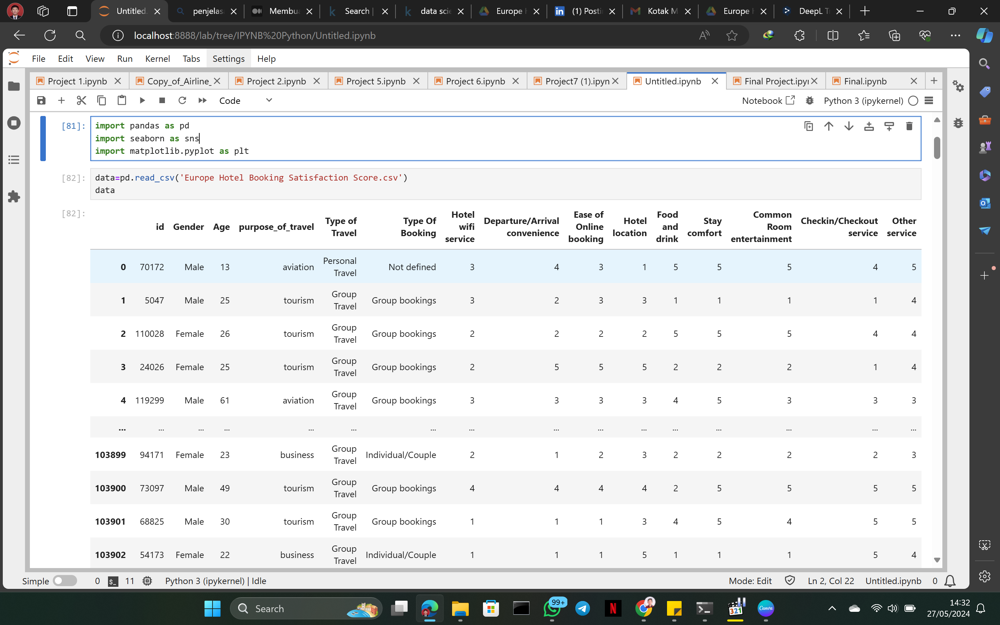 Untitled.
penjelas
Membua
Search |
data scie
Europe H
(1) Posti
Kotak M
Europe H
DeepL T
localhost:8888/lab/tree/IPYNB%20Python/Untitled.ipynb
File Edit View Run Kernel Tabs Settings Help
Project 1.ipynb Copy_of_Airline_ Project 2.ipynb Project 5.ipynb Project 6.ipynb Project7 (1).ipyn Untitled.ipynb Final Project.ipyn Final.ipynb
Code Notebook Python 3 (ipykernel)
[81]: import pandas as pd
import seaborn as sns
import matplotlib.pyplot as plt
[82]: data=pd.read_csv('Europe Hotel Booking Satisfaction Score.csv')
data
[82]:
id Gender Age purpose_of_travel Type of Travel Type Of Booking Hotel wifi service Departure/Arrival convenience Ease of Online booking Hotel location Food and drink Stay comfort Common Room entertainment Checkin/Checkout service Other service
0 70172 Male 13 aviation Personal Travel Not defined 3 4 3 1 5 5 5 4 5
1 5047 Male 25 tourism Group Travel Group bookings 3 2 3 3 1 1 1 1 4
2 110028 Female 26 tourism Group Travel Group bookings 2 2 2 2 5 5 5 4 4
3 24026 Female 25 tourism Group Travel Group bookings 2 5 5 5 2 2 2 1 4
4 119299 Male 61 aviation Group Travel Group bookings 3 3 3 3 4 5 3 3 3
... ... ... ... ... ... ... ... ... ... ... ... ... ... ... ...
103899 94171 Female 23 business Group Travel Individual/Couple 2 1 2 3 2 2 2 2 3
103900 73097 Male 49 tourism Group Travel Group bookings 4 4 4 4 2 5 5 5 5
103901 68825 Male 30 tourism Group Travel Group bookings 1 1 1 3 4 5 4 5 5
103902 54173 Female 22 business Group Travel Individual/Couple 1 1 1 5 1 1 1 5 4
Simple 0 $_ 11 Python 3 (ipykernel) | Idle Mode: Edit Ln 2, Col 22 Untitled.ipynb 0
Search
99+
N
321
Canva
14:32
27/05/2024